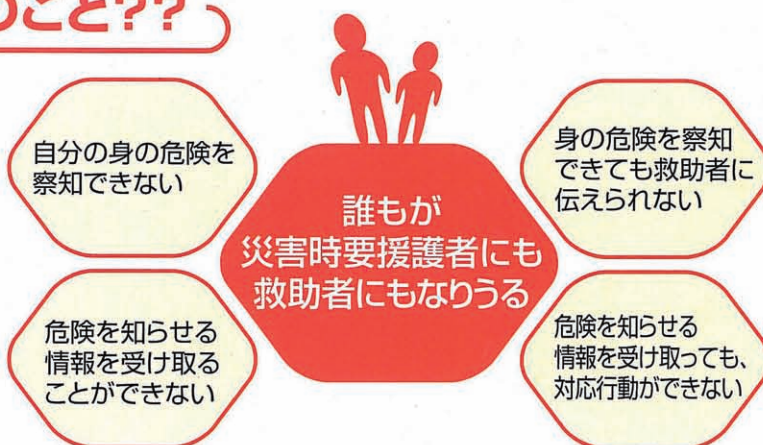 のこと??
自分の身の危険を
察知できない
身の危険を察知
できても救助者に
伝えられない
誰もが
災害時要援護者にも
救助者にもなりうる
危険を知らせる
情報を受け取る
ことができない
危険を知らせる
情報を受け取っても、
対応行動ができない